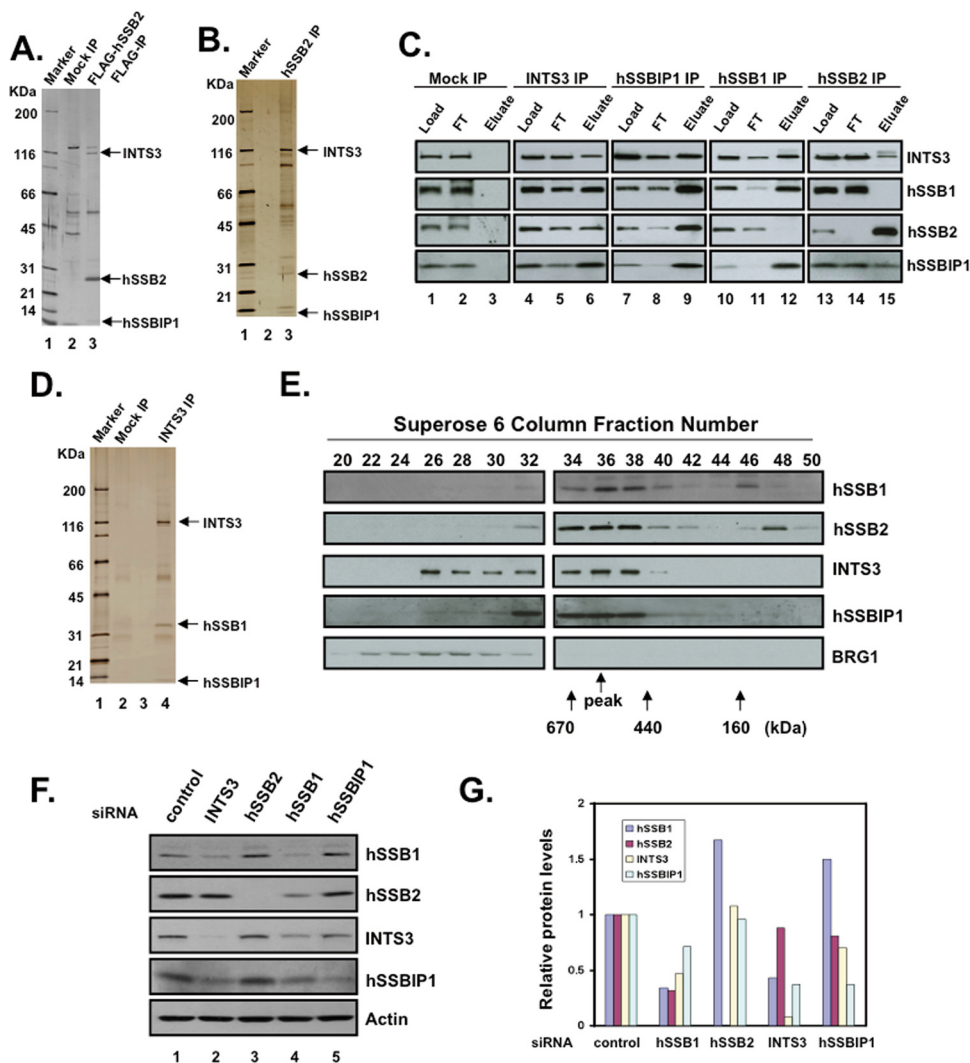 A.
Marker
Mock IP
FLAG-hSSB2
FLAG-IP
KDa
200
116
66
45
31
21
14
INTS3
hSSB2
hSSBIP1
1 2 3
B.
Marker
hSSB2 IP
KDa
200
116
66
45
31
21
14
INTS3
hSSB2
hSSBIP1
1 2 3
C.
Mock IP INTS3 IP hSSBIP1 IP hSSB1 IP hSSB2 IP
Load FT Eluate Load FT Eluate Load FT Eluate Load FT Eluate Load FT Eluate
INTS3
hSSB1
hSSB2
hSSBIP1
1 2 3 4 5 6 7 8 9 10 11 12 13 14 15
D.
Marker
Mock IP
INTS3 IP
KDa
200
116
66
45
31
21
14
INTS3
hSSB1
hSSBIP1
1 2 3 4
E.
Superose 6 Column Fraction Number
20 22 24 26 28 30 32 34 36 38 40 42 44 46 48 50
hSSB1
hSSB2
INTS3
hSSBIP1
BRG1
peak
670 440 160 (kDa)
F.
siRNA control INTS3 hSSB2 hSSB1 hSSBIP1
hSSB1
hSSB2
INTS3
hSSBIP1
Actin
1 2 3 4 5
G.
Relative protein levels
2
1.5
1
0.5
0
hSSB1
hSSB2
INTS3
hSSBIP1
siRNA control hSSB1 hSSB2 INTS3 hSSBIP1